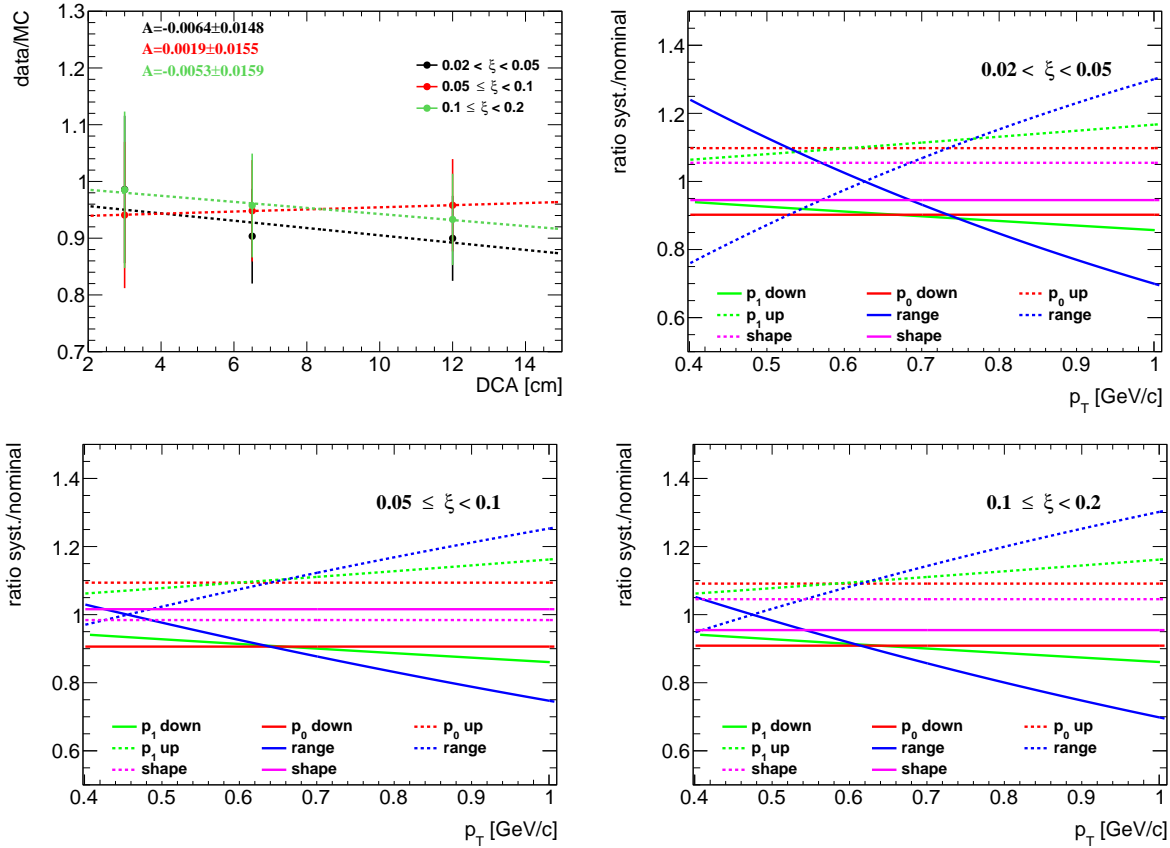 data/MC
1.3
1.2
1.1
1
0.9
0.8
0.7
A=-0.0064±0.0148
A=0.0019±0.0155
A=-0.0053±0.0159
0.02 < ξ < 0.05
0.05 ≤ ξ < 0.1
0.1 ≤ ξ < 0.2
2 4 6 8 10 12 14
DCA [cm]
ratio syst./nominal
1.4
1.2
1
0.8
0.6
0.02 < ξ < 0.05
p₁ down p₀ down p₀ up
p₁ up range range
shape shape
0.4 0.5 0.6 0.7 0.8 0.9 1
p_T [GeV/c]
ratio syst./nominal
1.4
1.2
1
0.8
0.6
0.05 ≤ ξ < 0.1
p₁ down p₀ down p₀ up
p₁ up range range
shape shape
0.4 0.5 0.6 0.7 0.8 0.9 1
p_T [GeV/c]
ratio syst./nominal
1.4
1.2
1
0.8
0.6
0.1 ≤ ξ < 0.2
p₁ down p₀ down p₀ up
p₁ up range range
shape shape
0.4 0.5 0.6 0.7 0.8 0.9 1
p_T [GeV/c]